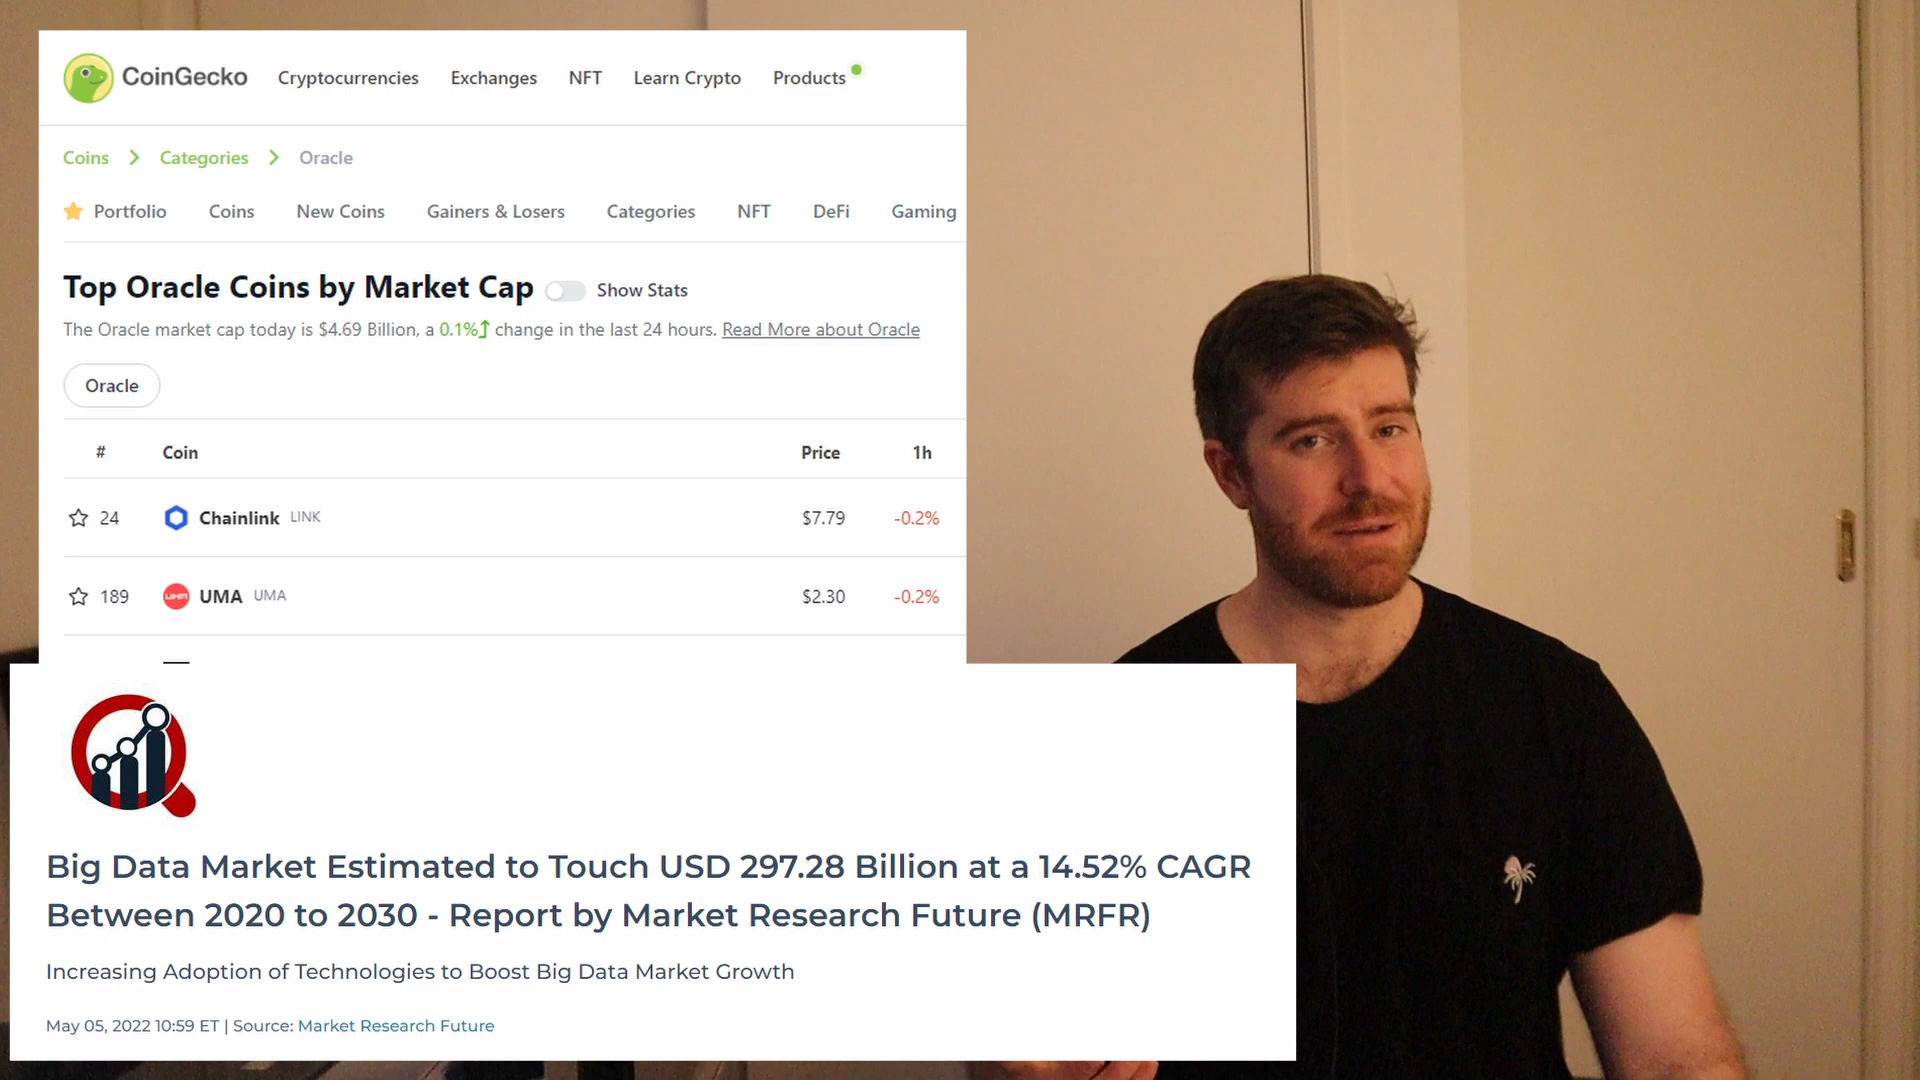 CoinGecko Cryptocurrencies Exchanges NFT Learn Crypto Products
Coins Categories Oracle
Portfolio Coins New Coins Gainers & Losers Categories NFT DeFi Gaming
Top Oracle Coins by Market Cap Show Stats
The Oracle market cap today is $4.69 Billion, a 0.1% change in the last 24 hours. Read More about Oracle
Oracle
# Coin Price 1h
24 Chainlink LINK $7.79 -0.2%
189 UMA UMA $2.30 -0.2%
Big Data Market Estimated to Touch USD 297.28 Billion at a 14.52% CAGR
Between 2020 to 2030 - Report by Market Research Future (MRFR)
Increasing Adoption of Technologies to Boost Big Data Market Growth
May 05, 2022 10:59 ET | Source: Market Research Future